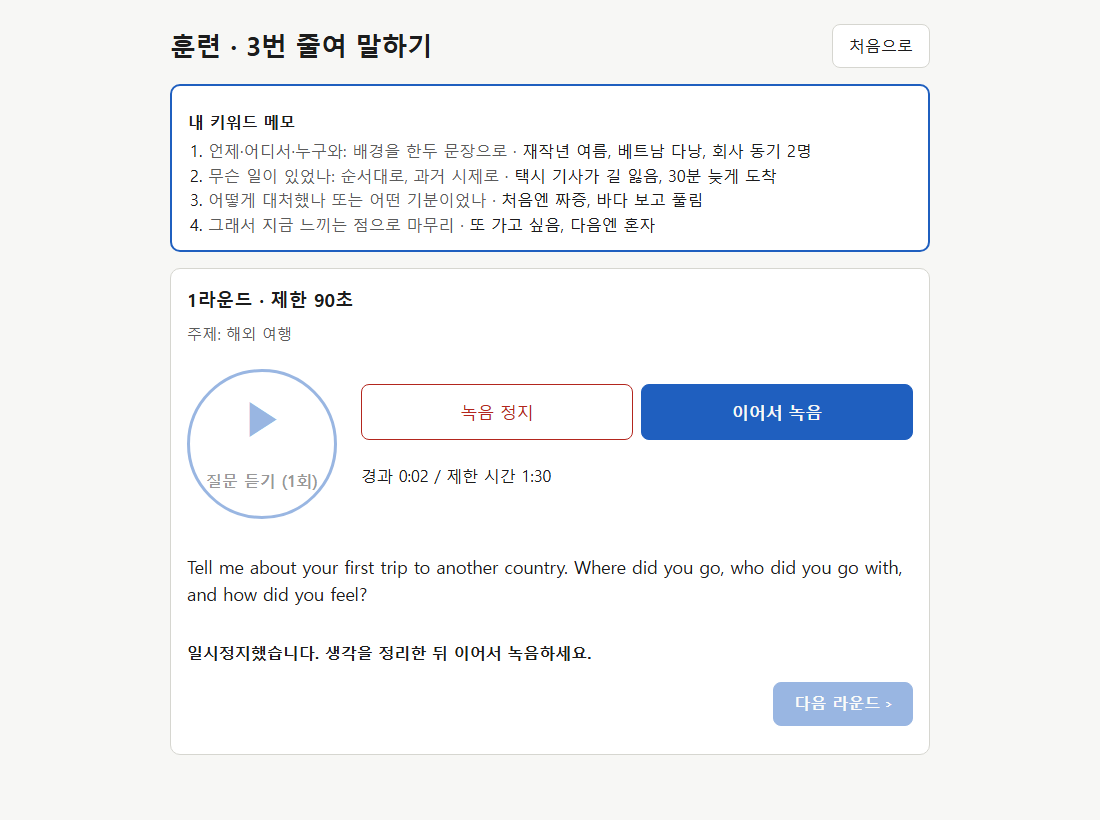 훈련 · 3번 줄여 말하기
처음으로
내 키워드 메모
1. 언제·어디서·누구와: 배경을 한두 문장으로 · 재작년 여름, 베트남 다낭, 회사 동기 2명
2. 무슨 일이 있었나: 순서대로, 과거 시제로 · 택시 기사가 길 잃음, 30분 늦게 도착
3. 어떻게 대처했나 또는 어떤 기분이었나 · 처음엔 짜증, 바다 보고 풀림
4. 그래서 지금 느끼는 점으로 마무리 · 또 가고 싶음, 다음엔 혼자
1라운드 · 제한 90초
주제: 해외 여행
녹음 정지
이어서 녹음
질문 듣기 (1회)
경과 0:02 / 제한 시간 1:30
Tell me about your first trip to another country. Where did you go, who did you go with,
and how did you feel?
일시정지했습니다. 생각을 정리한 뒤 이어서 녹음하세요.
다음 라운드 ›